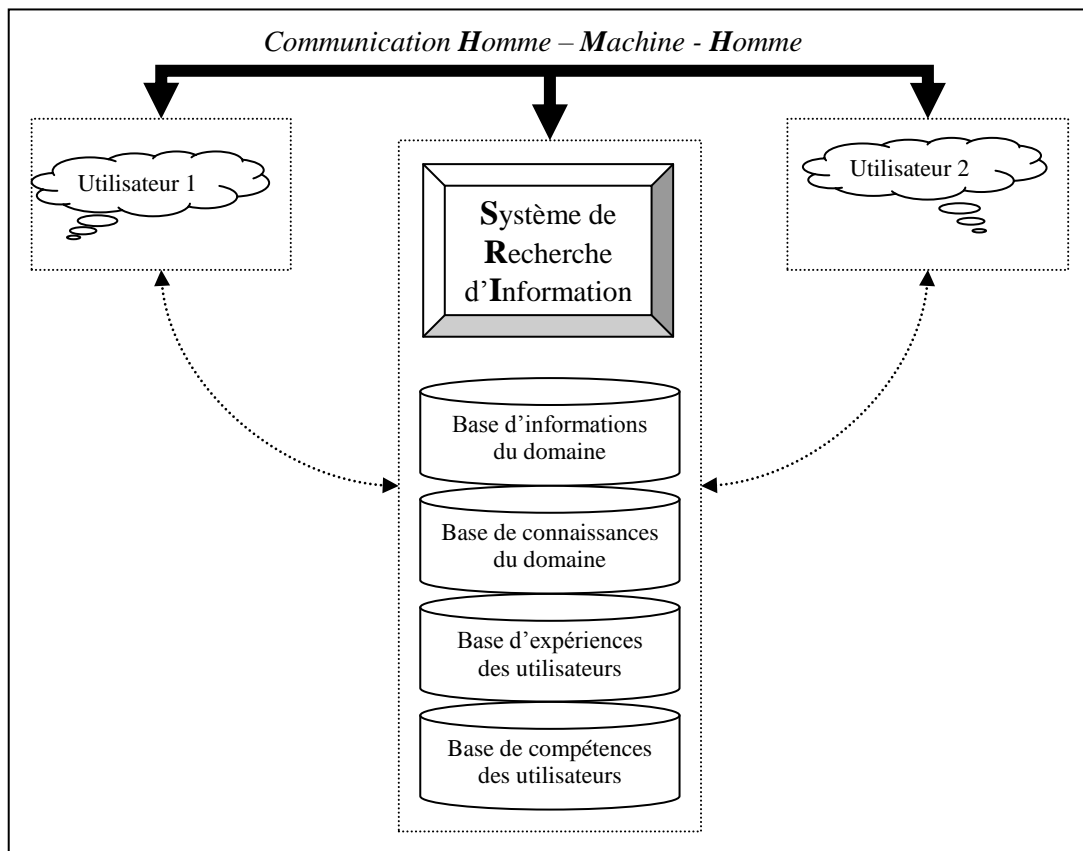 Communication Homme – Machine - Homme
Utilisateur 1
Utilisateur 2
Système de
Recherche
d’Information
Base d’informations
du domaine
Base de connaissances
du domaine
Base d’expériences
des utilisateurs
Base de compétences
des utilisateurs